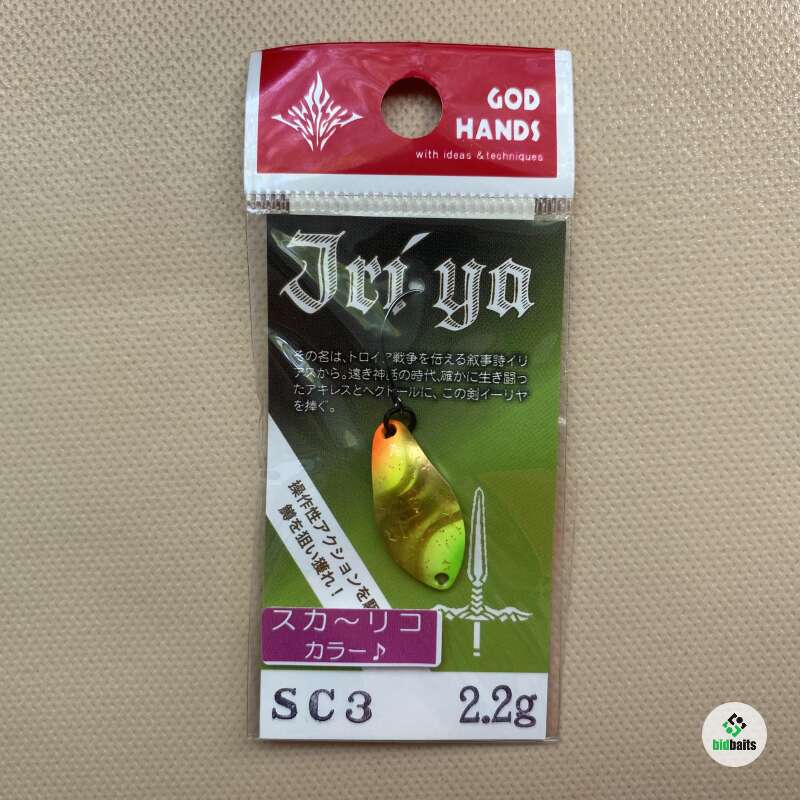 GOD
HANDS
with ideas & techniques
Iri-ya
その名は、トロイア戦争を伝える叙事詩イリ
アスから。遠き神話の時代、確かに生き闘っ
たアキレスとヘクトールに、この剣イーリヤ
を捧ぐ。
操作性アクションを駆
鱒を狙い獲れ!
スカ〜リコ
カラー♪
SC3
2.2g
bidbaits